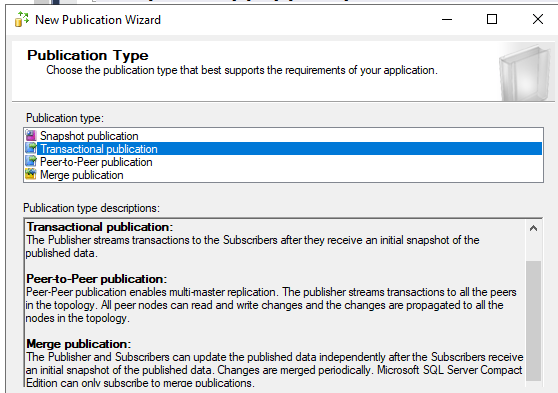 New Publication Wizard
Publication Type
Choose the publication type that best supports the requirements of your application.
Publication type:
Snapshot publication
Transactional publication
Peer-to-Peer publication
Merge publication
Publication type descriptions:
Transactional publication:
The Publisher streams transactions to the Subscribers after they receive an initial snapshot of the
published data.
Peer-to-Peer publication:
Peer-Peer publication enables multi-master replication. The publisher streams transactions to all the peers
in the topology. All peer nodes can read and write changes and the changes are propagated to all the
nodes in the topology.
Merge publication:
The Publisher and Subscribers can update the published data independently after the Subscribers receive
an initial snapshot of the published data. Changes are merged periodically. Microsoft SQL Server Compact
Edition can only subscribe to merge publications.